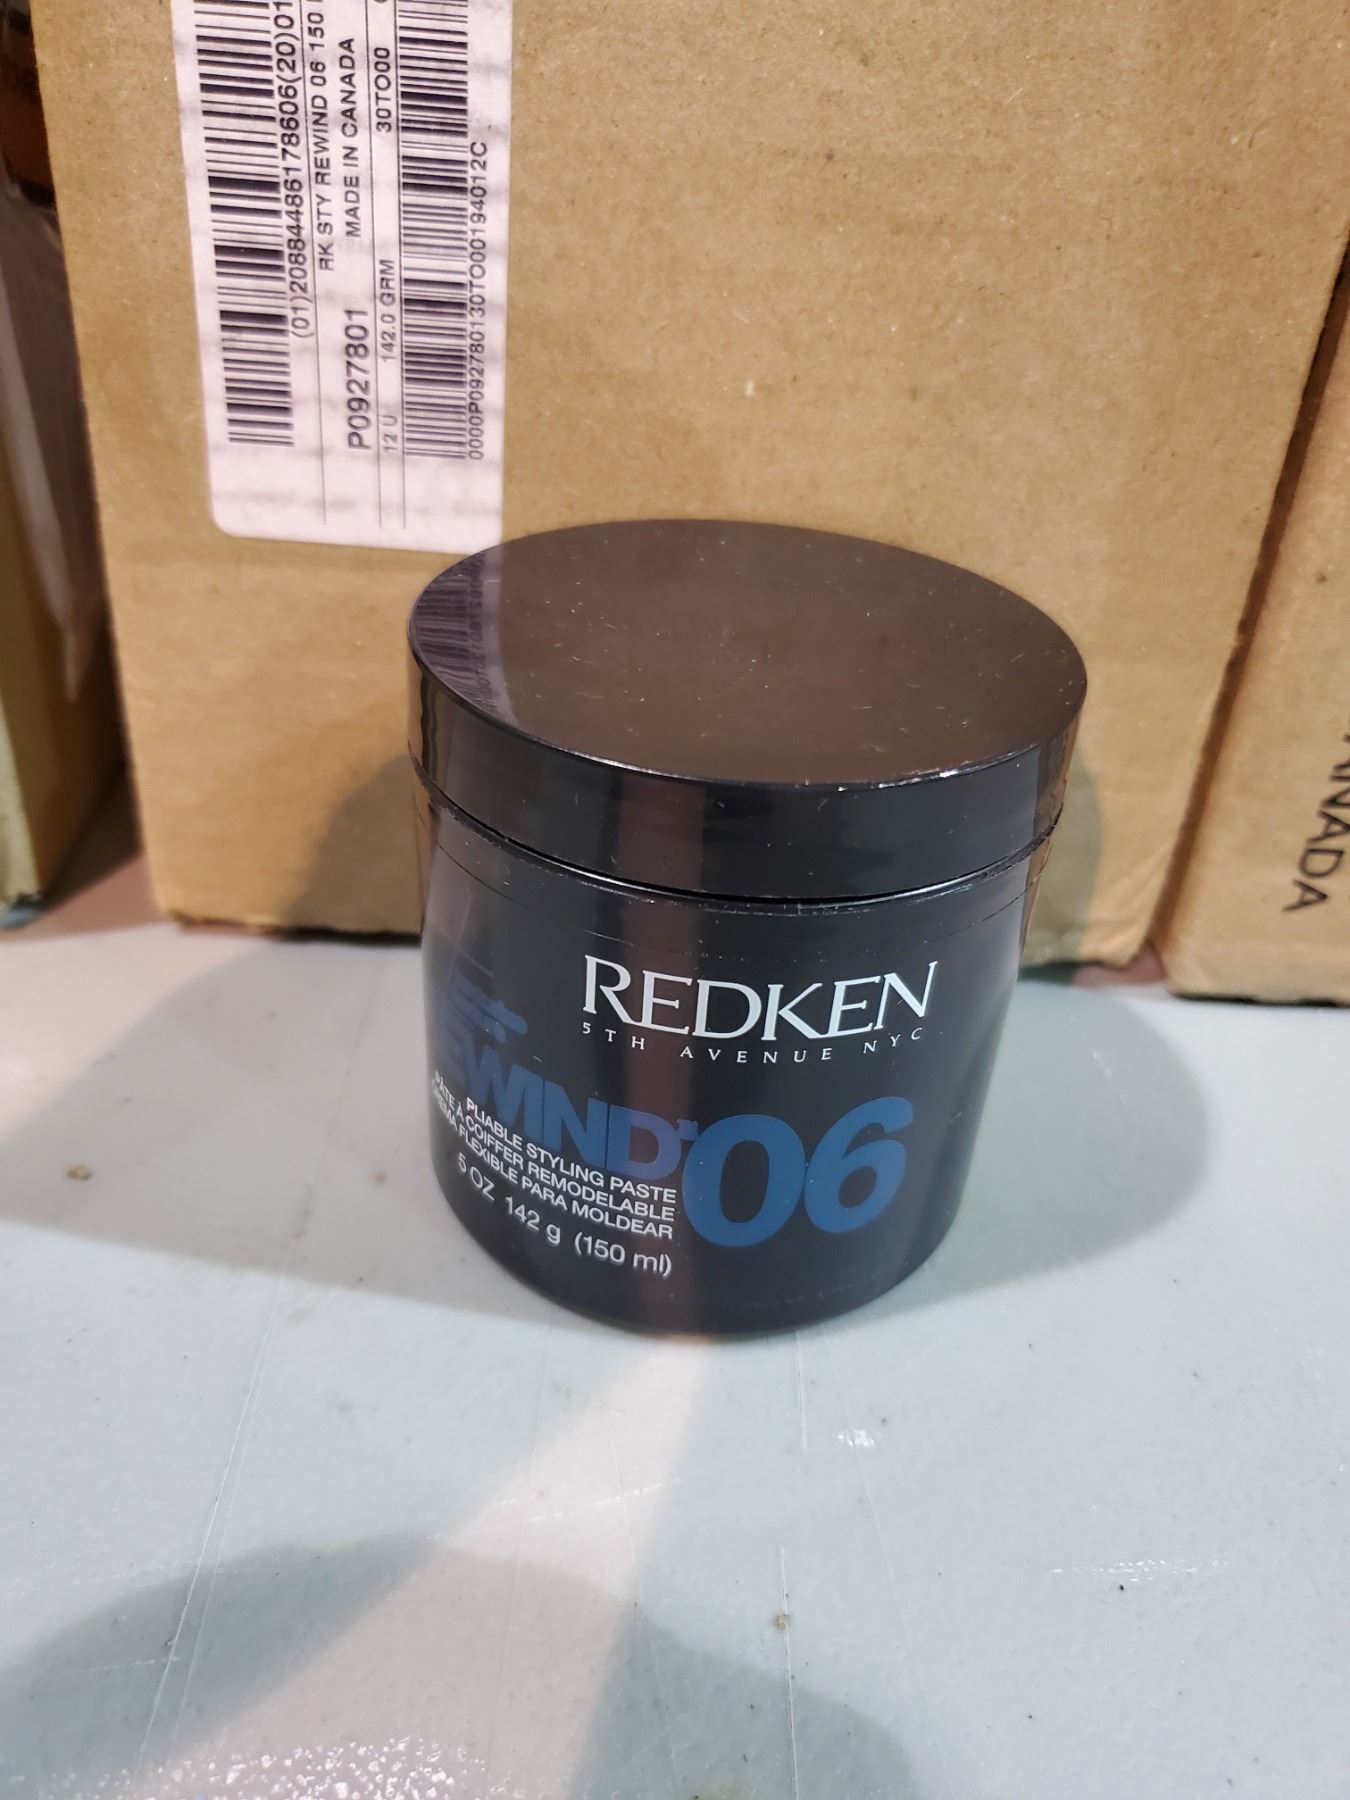 (01)20884486178606(20)01
RK STY REWIND 06 150
MADE IN CANADA
P0927801
30TO00
12 U 142.0 GRM
0000P092780130TO00194012C
REDKEN
5TH AVENUE NYC
EWIND 06
PLIABLE STYLING PASTE
PÂTE À COIFFER REMODELABLE
CREMA FLEXIBLE PARA MOLDEAR
5 OZ 142 g (150 ml)
ANADA